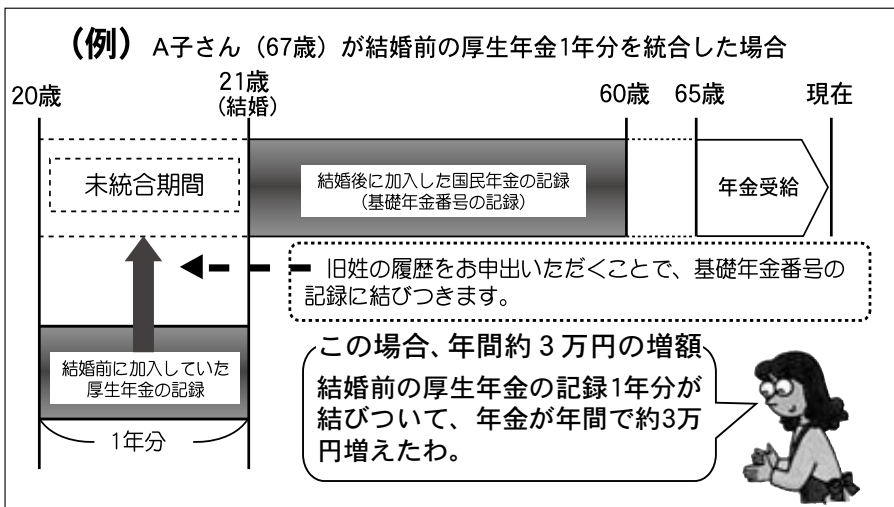 (例) A子さん（67歳）が結婚前の厚生年金1年分を統合した場合
20歳
21歳
(結婚)
60歳
65歳
現在
未統合期間
結婚後に加入した国民年金の記録
(基礎年金番号の記録)
年金受給
旧姓の履歴をお申出いただくことで、基礎年金番号の
記録に結びつきます。
結婚前に加入していた
厚生年金の記録
1年分
この場合、年間約３万円の増額
結婚前の厚生年金の記録1年分が
結びついて、年金が年間で約3万
円増えたわ。